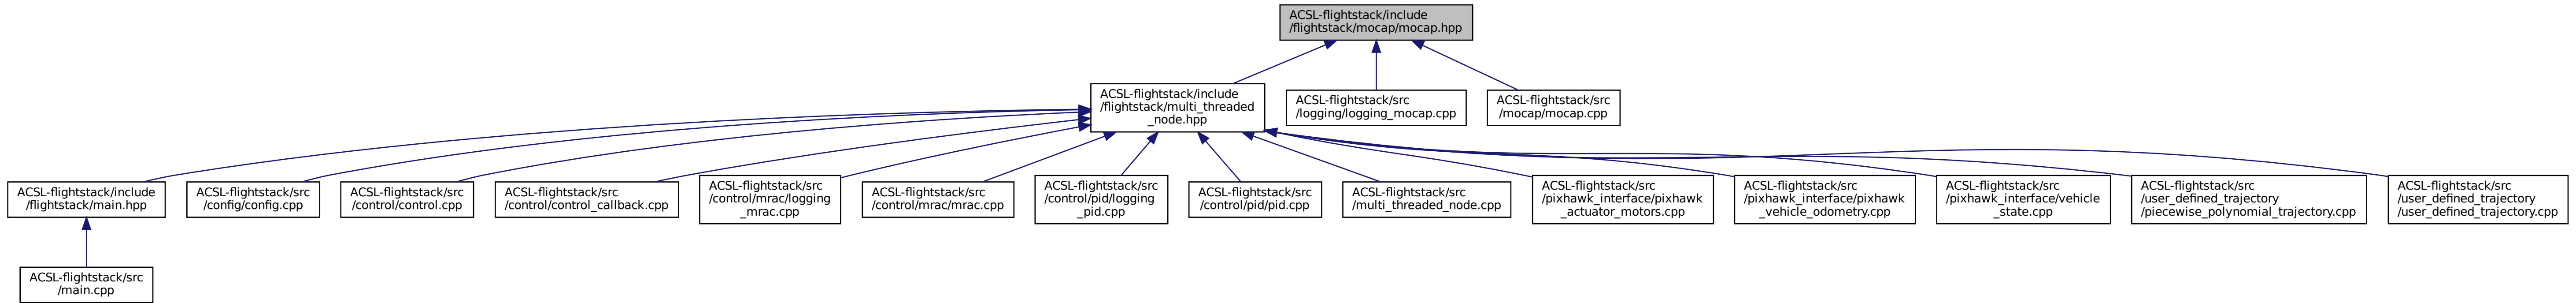 ACSL-flightstack/include
/flightstack/mocap/mocap.hpp
ACSL-flightstack/include
/flightstack/multi_threaded
_node.hpp
ACSL-flightstack/src
/logging/logging_mocap.cpp
ACSL-flightstack/src
/mocap/mocap.cpp
ACSL-flightstack/include
/flightstack/main.hpp
ACSL-flightstack/src
/config/config.cpp
ACSL-flightstack/src
/control/control.cpp
ACSL-flightstack/src
/control/control_callback.cpp
ACSL-flightstack/src
/control/mrac/logging
_mrac.cpp
ACSL-flightstack/src
/control/mrac/mrac.cpp
ACSL-flightstack/src
/control/pid/logging
_pid.cpp
ACSL-flightstack/src
/control/pid/pid.cpp
ACSL-flightstack/src
/multi_threaded_node.cpp
ACSL-flightstack/src
/pixhawk_interface/pixhawk
_actuator_motors.cpp
ACSL-flightstack/src
/pixhawk_interface/pixhawk
_vehicle_odometry.cpp
ACSL-flightstack/src
/pixhawk_interface/vehicle
_state.cpp
ACSL-flightstack/src
/user_defined_trajectory
/piecewise_polynomial_trajectory.cpp
ACSL-flightstack/src
/user_defined_trajectory
/user_defined_trajectory.cpp
ACSL-flightstack/src
/main.cpp